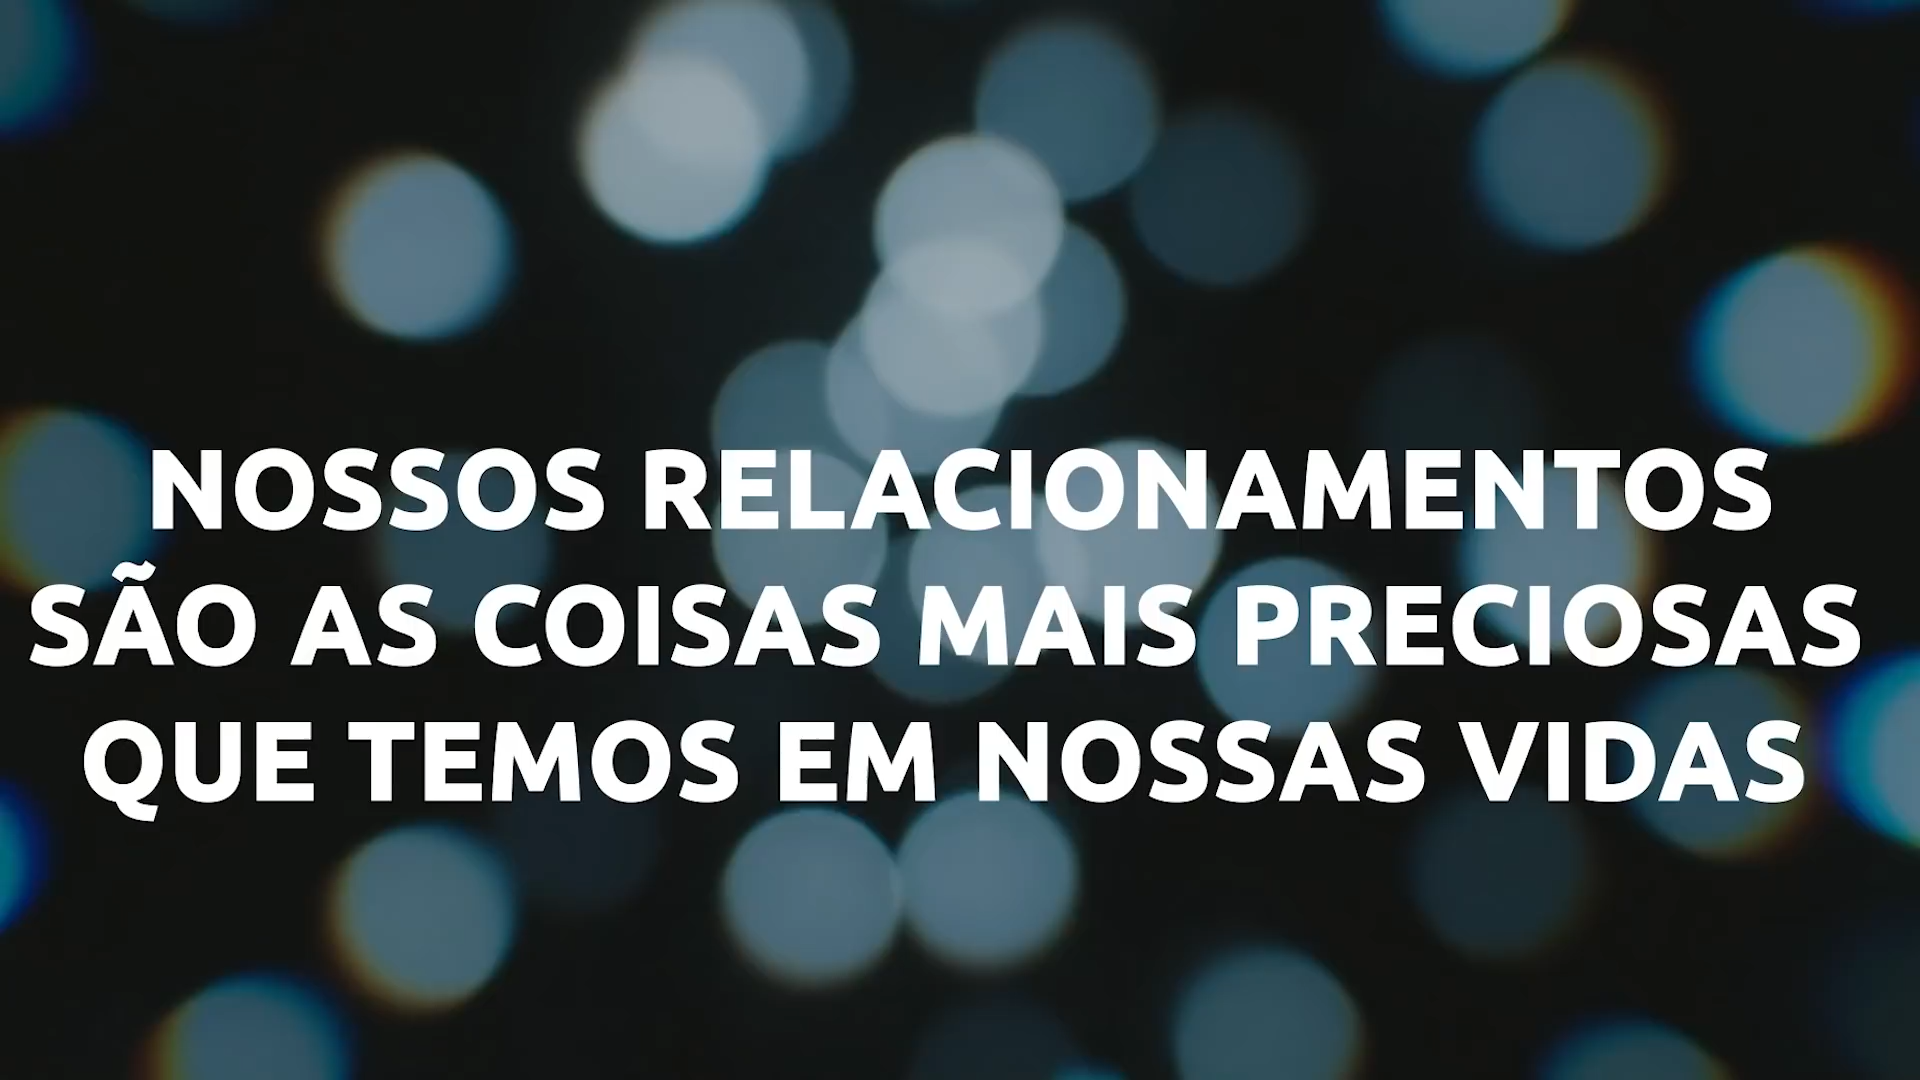 NOSSOS RELACIONAMENTOS
SÃO AS COISAS MAIS PRECIOSAS
QUE TEMOS EM NOSSAS VIDAS